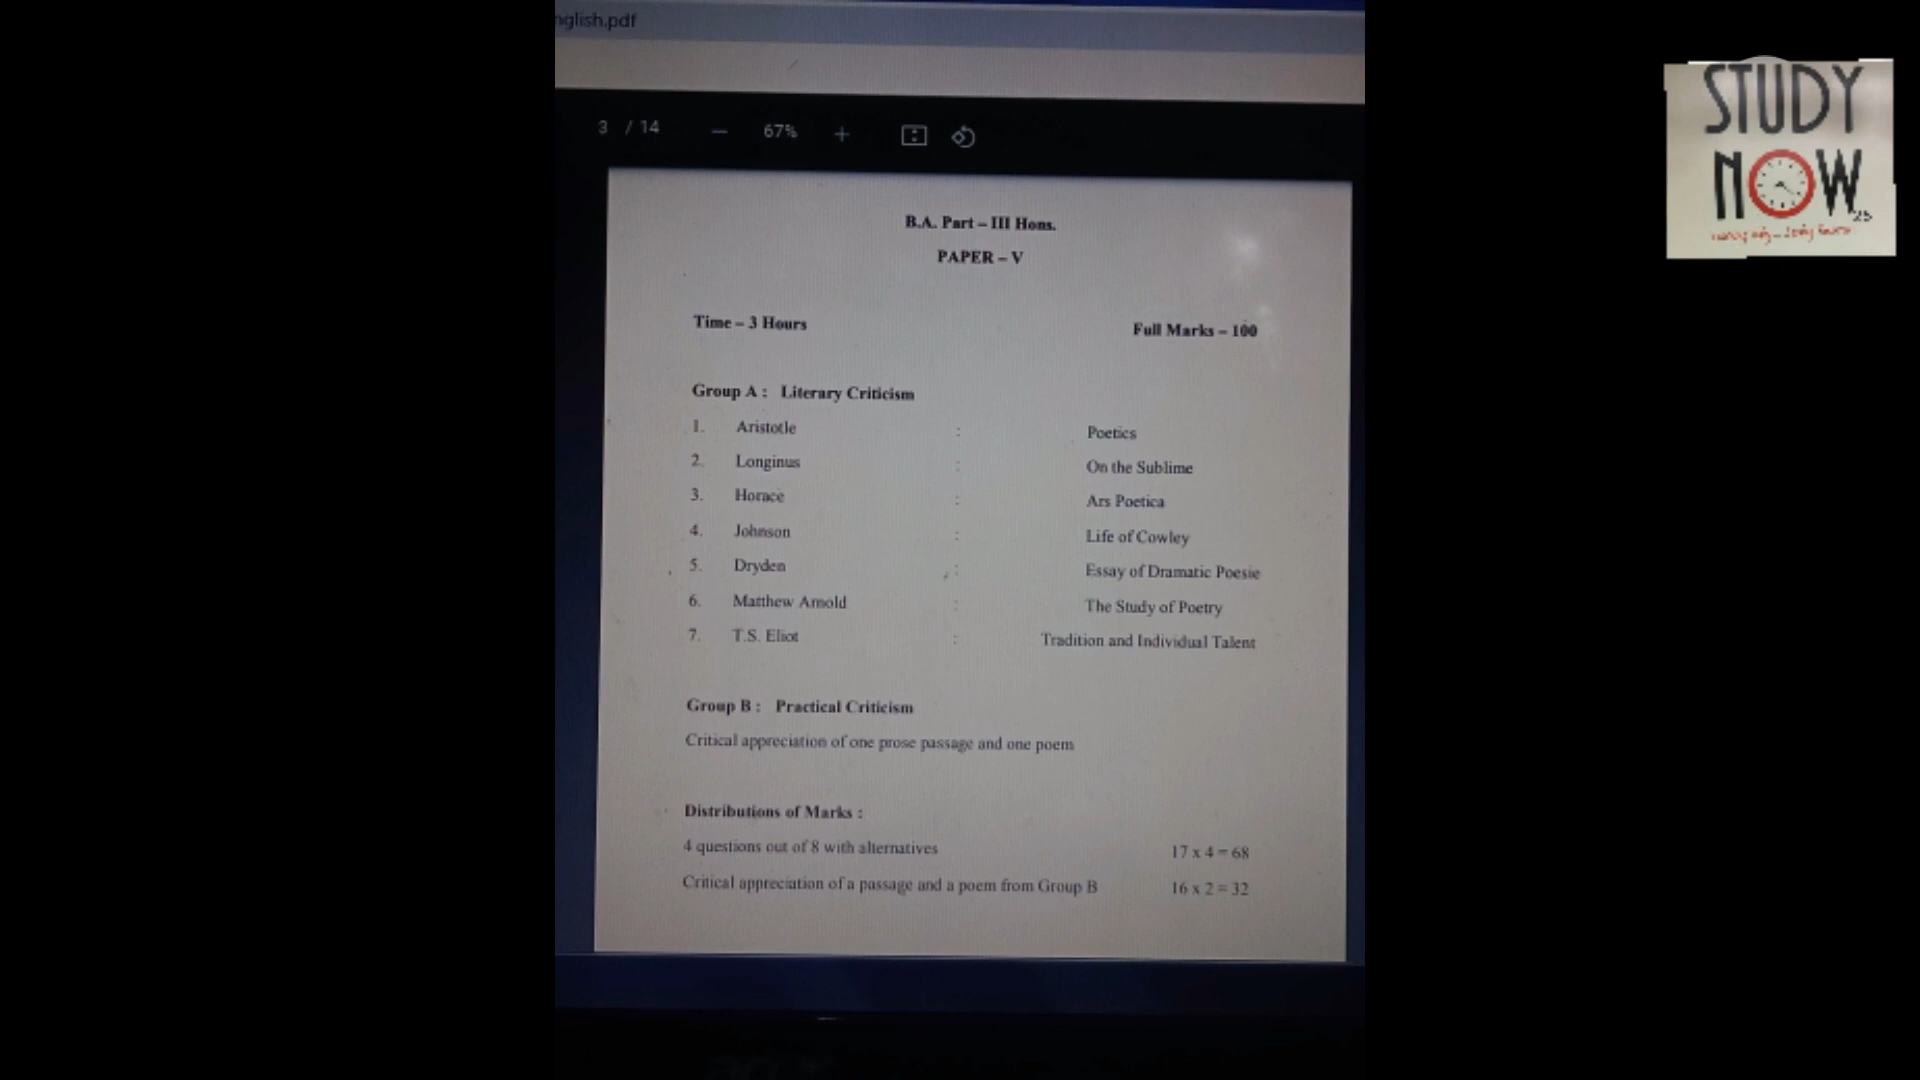 nglish.pdf
3 / 14 — 67% +
B.A. Part – III Hons.
PAPER – V
Time – 3 Hours Full Marks – 100
Group A : Literary Criticism
1. Aristotle : Poetics
2. Longinus : On the Sublime
3. Horace : Ars Poetica
4. Johnson : Life of Cowley
5. Dryden : Essay of Dramatic Poesie
6. Matthew Arnold : The Study of Poetry
7. T.S. Eliot : Tradition and Individual Talent
Group B : Practical Criticism
Critical appreciation of one prose passage and one poem
Distributions of Marks :
4 questions out of 8 with alternatives 17 x 4 = 68
Critical appreciation of a passage and a poem from Group B 16 x 2 = 32
STUDY
NOW
25